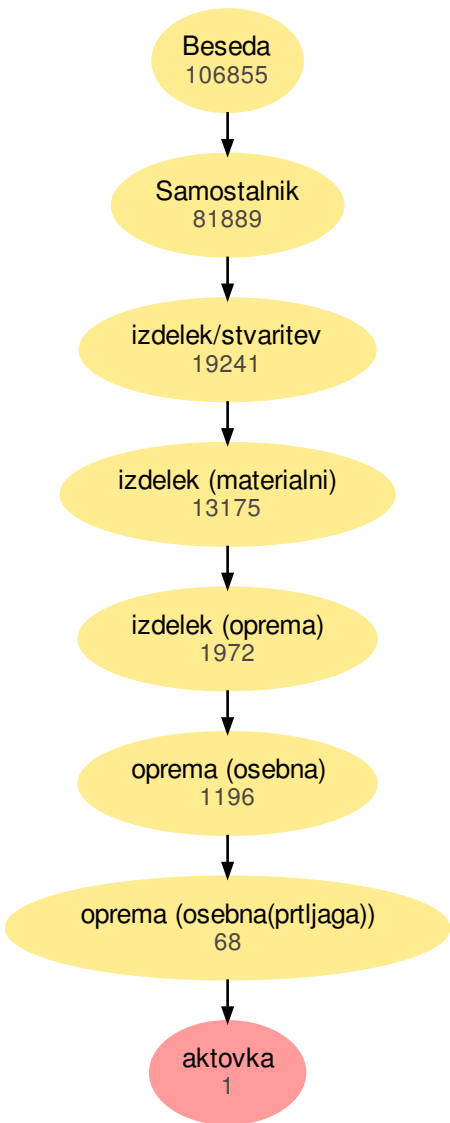 Beseda
106855
Samostalnik
81889
izdelek/stvaritev
19241
izdelek (materialni)
13175
izdelek (oprema)
1972
oprema (osebna)
1196
oprema (osebna(prtljaga))
68
aktovka
1